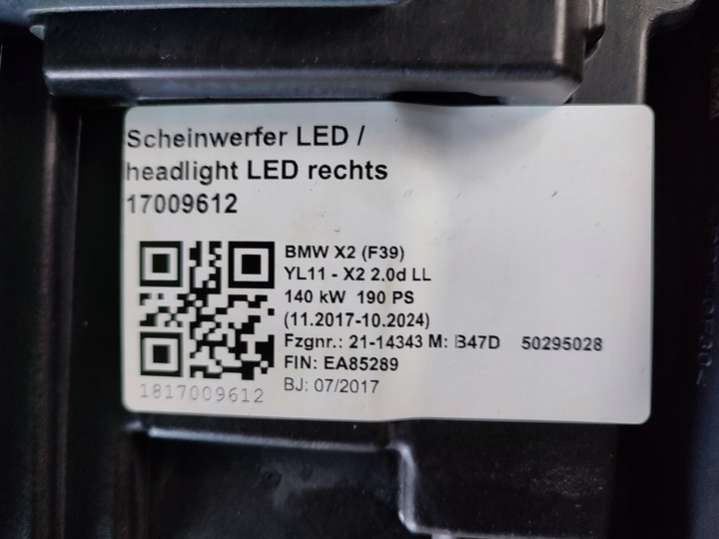 Scheinwerfer LED /
headlight LED rechts
17009612
BMW X2 (F39)
YL11 - X2 2.0d LL
140 kW 190 PS
(11.2017-10.2024)
Fzgnr.: 21-14343 M: B47D 50295028
FIN: EA85289
BJ: 07/2017
1817009612